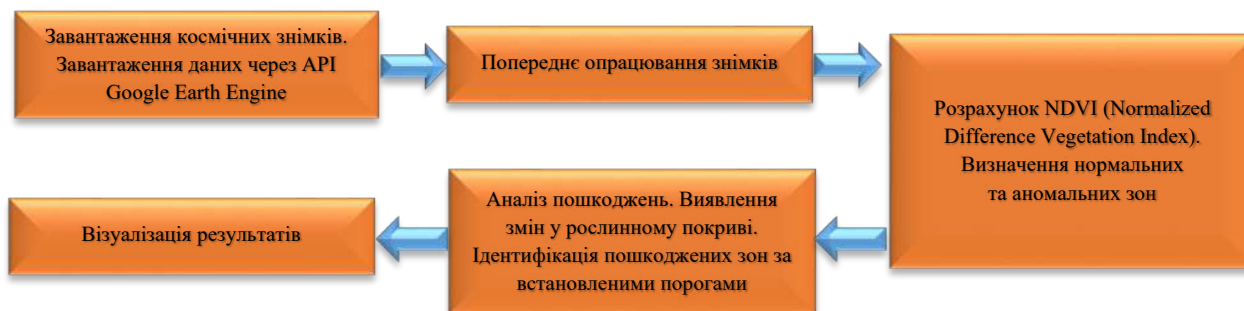 Завантаження космічних знімків.
Завантаження даних через API
Google Earth Engine
Попереднє опрацювання знімків
Розрахунок NDVI (Normalized
Difference Vegetation Index).
Визначення нормальних
та аномальних зон
Аналіз пошкоджень. Виявлення
змін у рослинному покриві.
Ідентифікація пошкоджених зон за
встановленими порогами
Візуалізація результатів